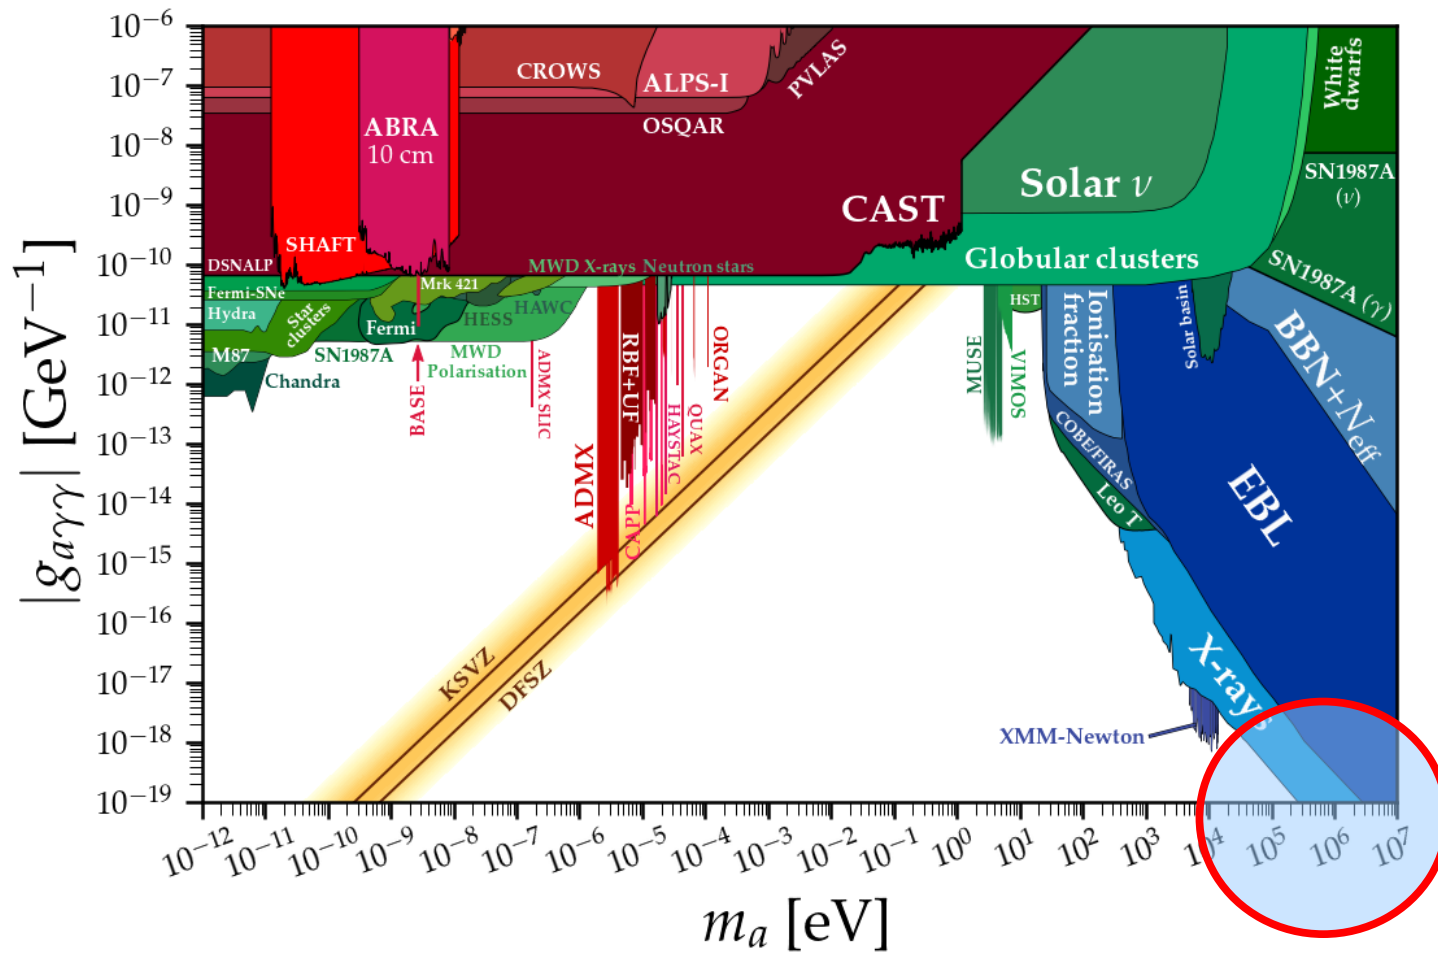 10⁻⁶
10⁻⁷
10⁻⁸
10⁻⁹
10⁻¹⁰
10⁻¹¹
10⁻¹²
10⁻¹³
10⁻¹⁴
10⁻¹⁵
10⁻¹⁶
10⁻¹⁷
10⁻¹⁸
10⁻¹⁹
|g_{aγγ}| [GeV⁻¹]
CROWS
ALPS-I
PVLAS
OSQAR
ABRA
10 cm
SHAFT
CAST
Solar ν
Globular clusters
White
dwarfs
SN1987A
(ν)
SN1987A (γ)
DSNALP
Fermi-SNe
Hydra
M87
Star
clusters
Chandra
SN1987A
Fermi
Mrk 421
HESS
HAWC
MWD X-rays
Neutron stars
MWD
Polarisation
BASE
ADMX SLIC
ADMX
RBF+UF
CAPP
HAYSTAC
QUAX
ORGAN
MUSE
VIMOS
HST
Ionisation
fraction
Solar basin
COBE/FIRAS
Leo T
BBN+N_eff
EBL
X-rays
XMM-Newton
KSVZ
DFSZ
10⁻¹²
10⁻¹¹
10⁻¹⁰
10⁻⁹
10⁻⁸
10⁻⁷
10⁻⁶
10⁻⁵
10⁻⁴
10⁻³
10⁻²
10⁻¹
10⁰
10¹
10²
10³
10⁴
10⁵
10⁶
10⁷
m_a [eV]